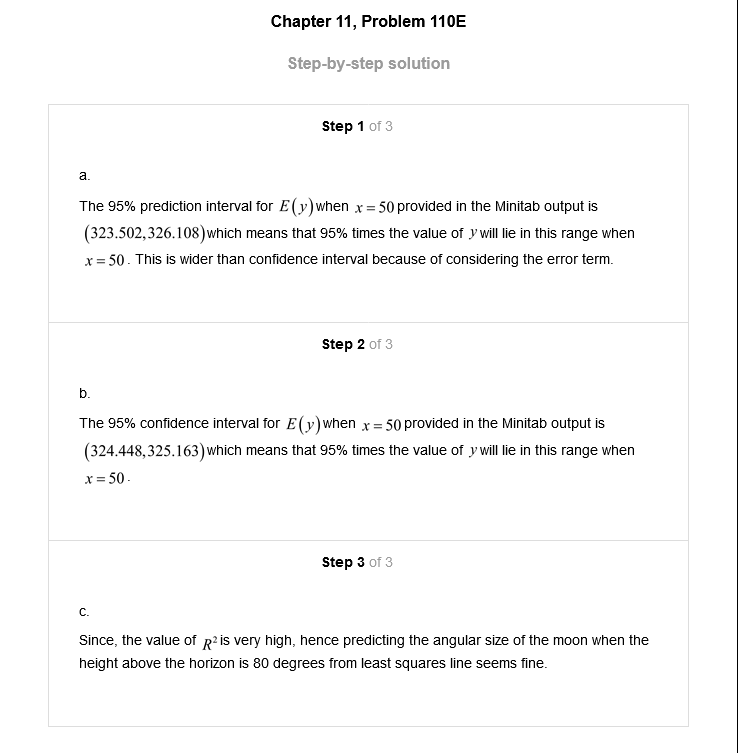 Chapter 11, Problem 110E
Step-by-step solution
Step 1 of 3
a.
The 95% prediction interval for E(y) when x = 50 provided in the Minitab output is
(323.502,326.108) which means that 95% times the value of y will lie in this range when
x = 50. This is wider than confidence interval because of considering the error term.
Step 2 of 3
b.
The 95% confidence interval for E(y) when x = 50 provided in the Minitab output is
(324.448,325.163) which means that 95% times the value of y will lie in this range when
x = 50.
Step 3 of 3
c.
Since, the value of R² is very high, hence predicting the angular size of the moon when the
height above the horizon is 80 degrees from least squares line seems fine.